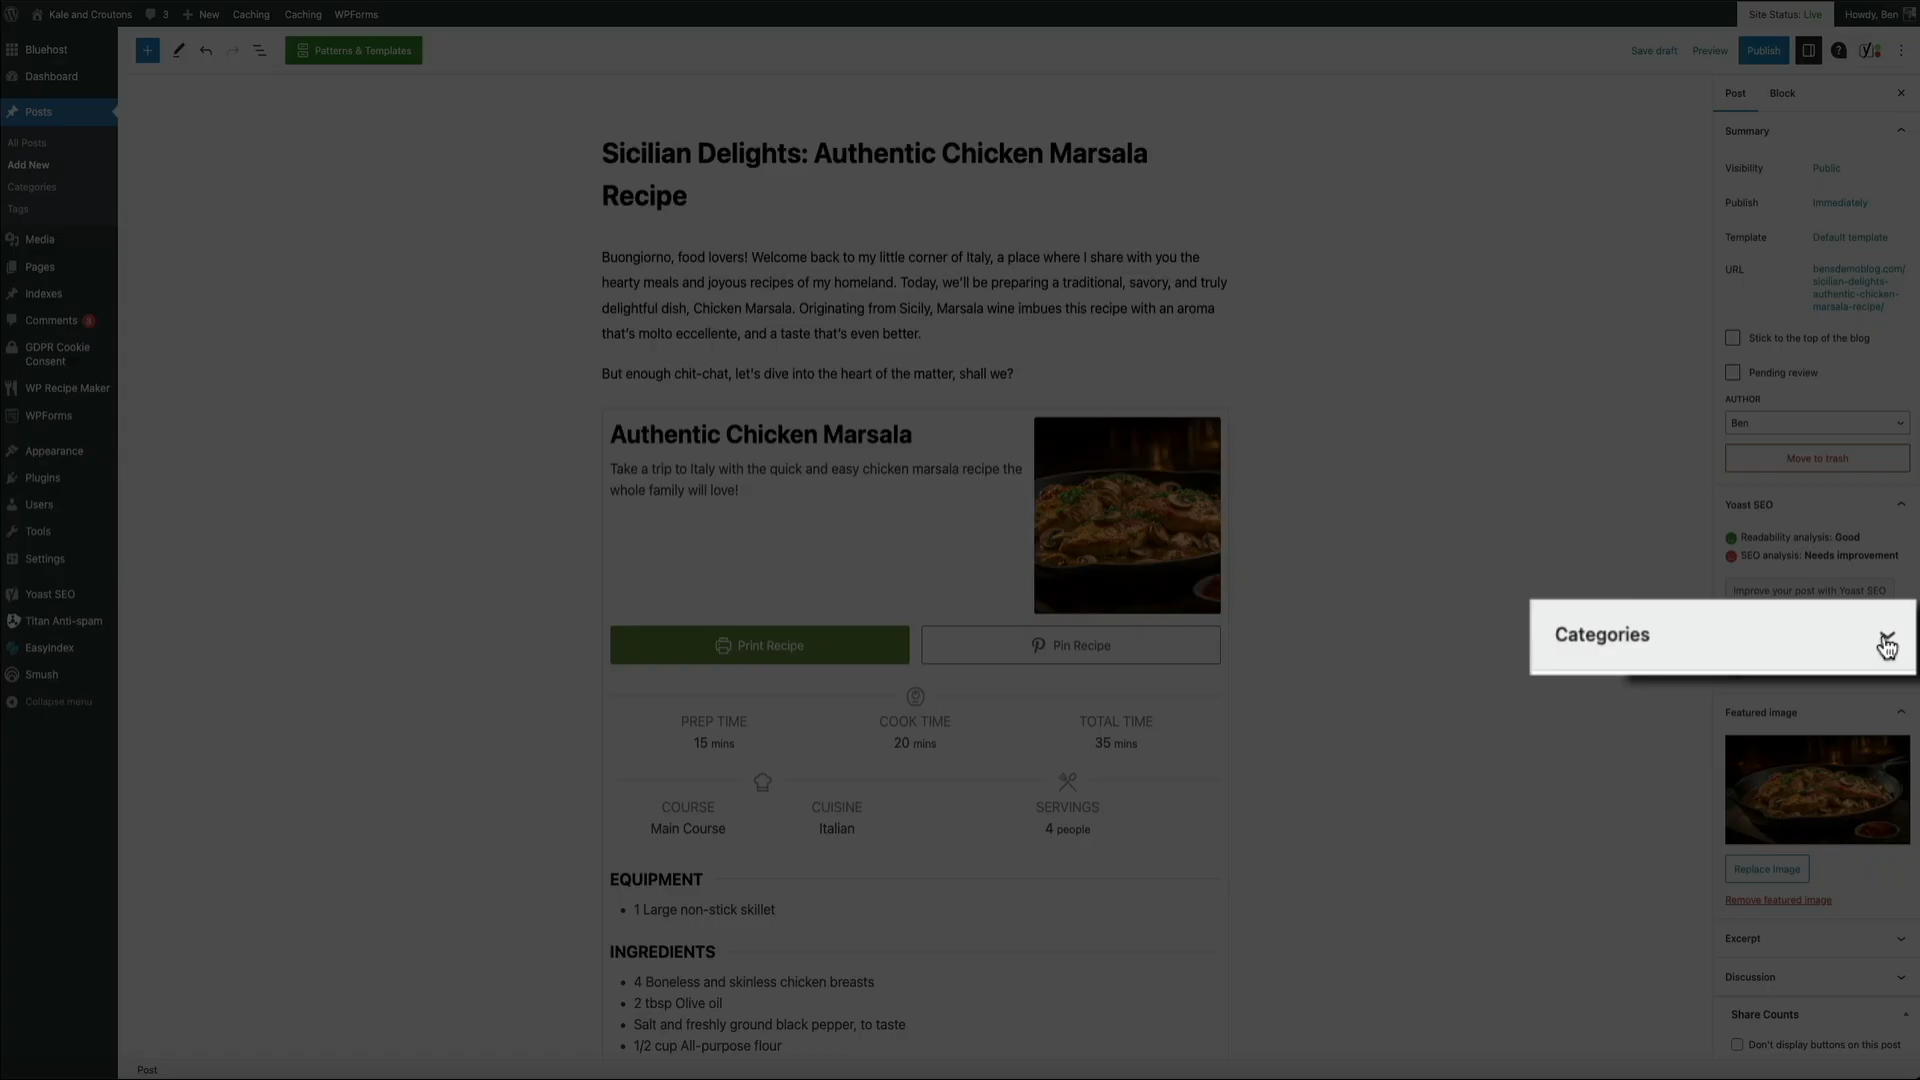 Kale and Croutons
3
New
Caching
Caching
WPForms
Site Status: Live
Howdy, Ben
Bluehost
Dashboard
Posts
All Posts
Add New
Categories
Tags
Media
Pages
Indexes
Comments 3
GDPR Cookie
Consent
WP Recipe Maker
WPForms
Appearance
Plugins
Users
Tools
Settings
Yoast SEO
Titan Anti-spam
EasyIndex
Smush
Collapse menu
Patterns & Templates
Save draft
Preview
Publish
Sicilian Delights: Authentic Chicken Marsala
Recipe
Buongiorno, food lovers! Welcome back to my little corner of Italy, a place where I share with you the
hearty meals and joyous recipes of my homeland. Today, we'll be preparing a traditional, savory, and truly
delightful dish, Chicken Marsala. Originating from Sicily, Marsala wine imbues this recipe with an aroma
that's molto eccellente, and a taste that's even better.
But enough chit-chat, let's dive into the heart of the matter, shall we?
Authentic Chicken Marsala
Take a trip to Italy with the quick and easy chicken marsala recipe the
whole family will love!
Print Recipe
Pin Recipe
PREP TIME
15 mins
COOK TIME
20 mins
TOTAL TIME
35 mins
COURSE
Main Course
CUISINE
Italian
SERVINGS
4 people
EQUIPMENT
• 1 Large non-stick skillet
INGREDIENTS
• 4 Boneless and skinless chicken breasts
• 2 tbsp Olive oil
• Salt and freshly ground black pepper, to taste
• 1/2 cup All-purpose flour
Post
Post
Block
Summary
Visibility
Public
Publish
Immediately
Template
Default template
URL
bensdemoblog.com/
sicilian-delights-
authentic-chicken-
marsala-recipe/
Stick to the top of the blog
Pending review
AUTHOR
Ben
Move to trash
Yoast SEO
Readability analysis: Good
SEO analysis: Needs improvement
Improve your post with Yoast SEO
Categories
Featured image
Replace Image
Remove featured image
Excerpt
Discussion
Share Counts
Don't display buttons on this post